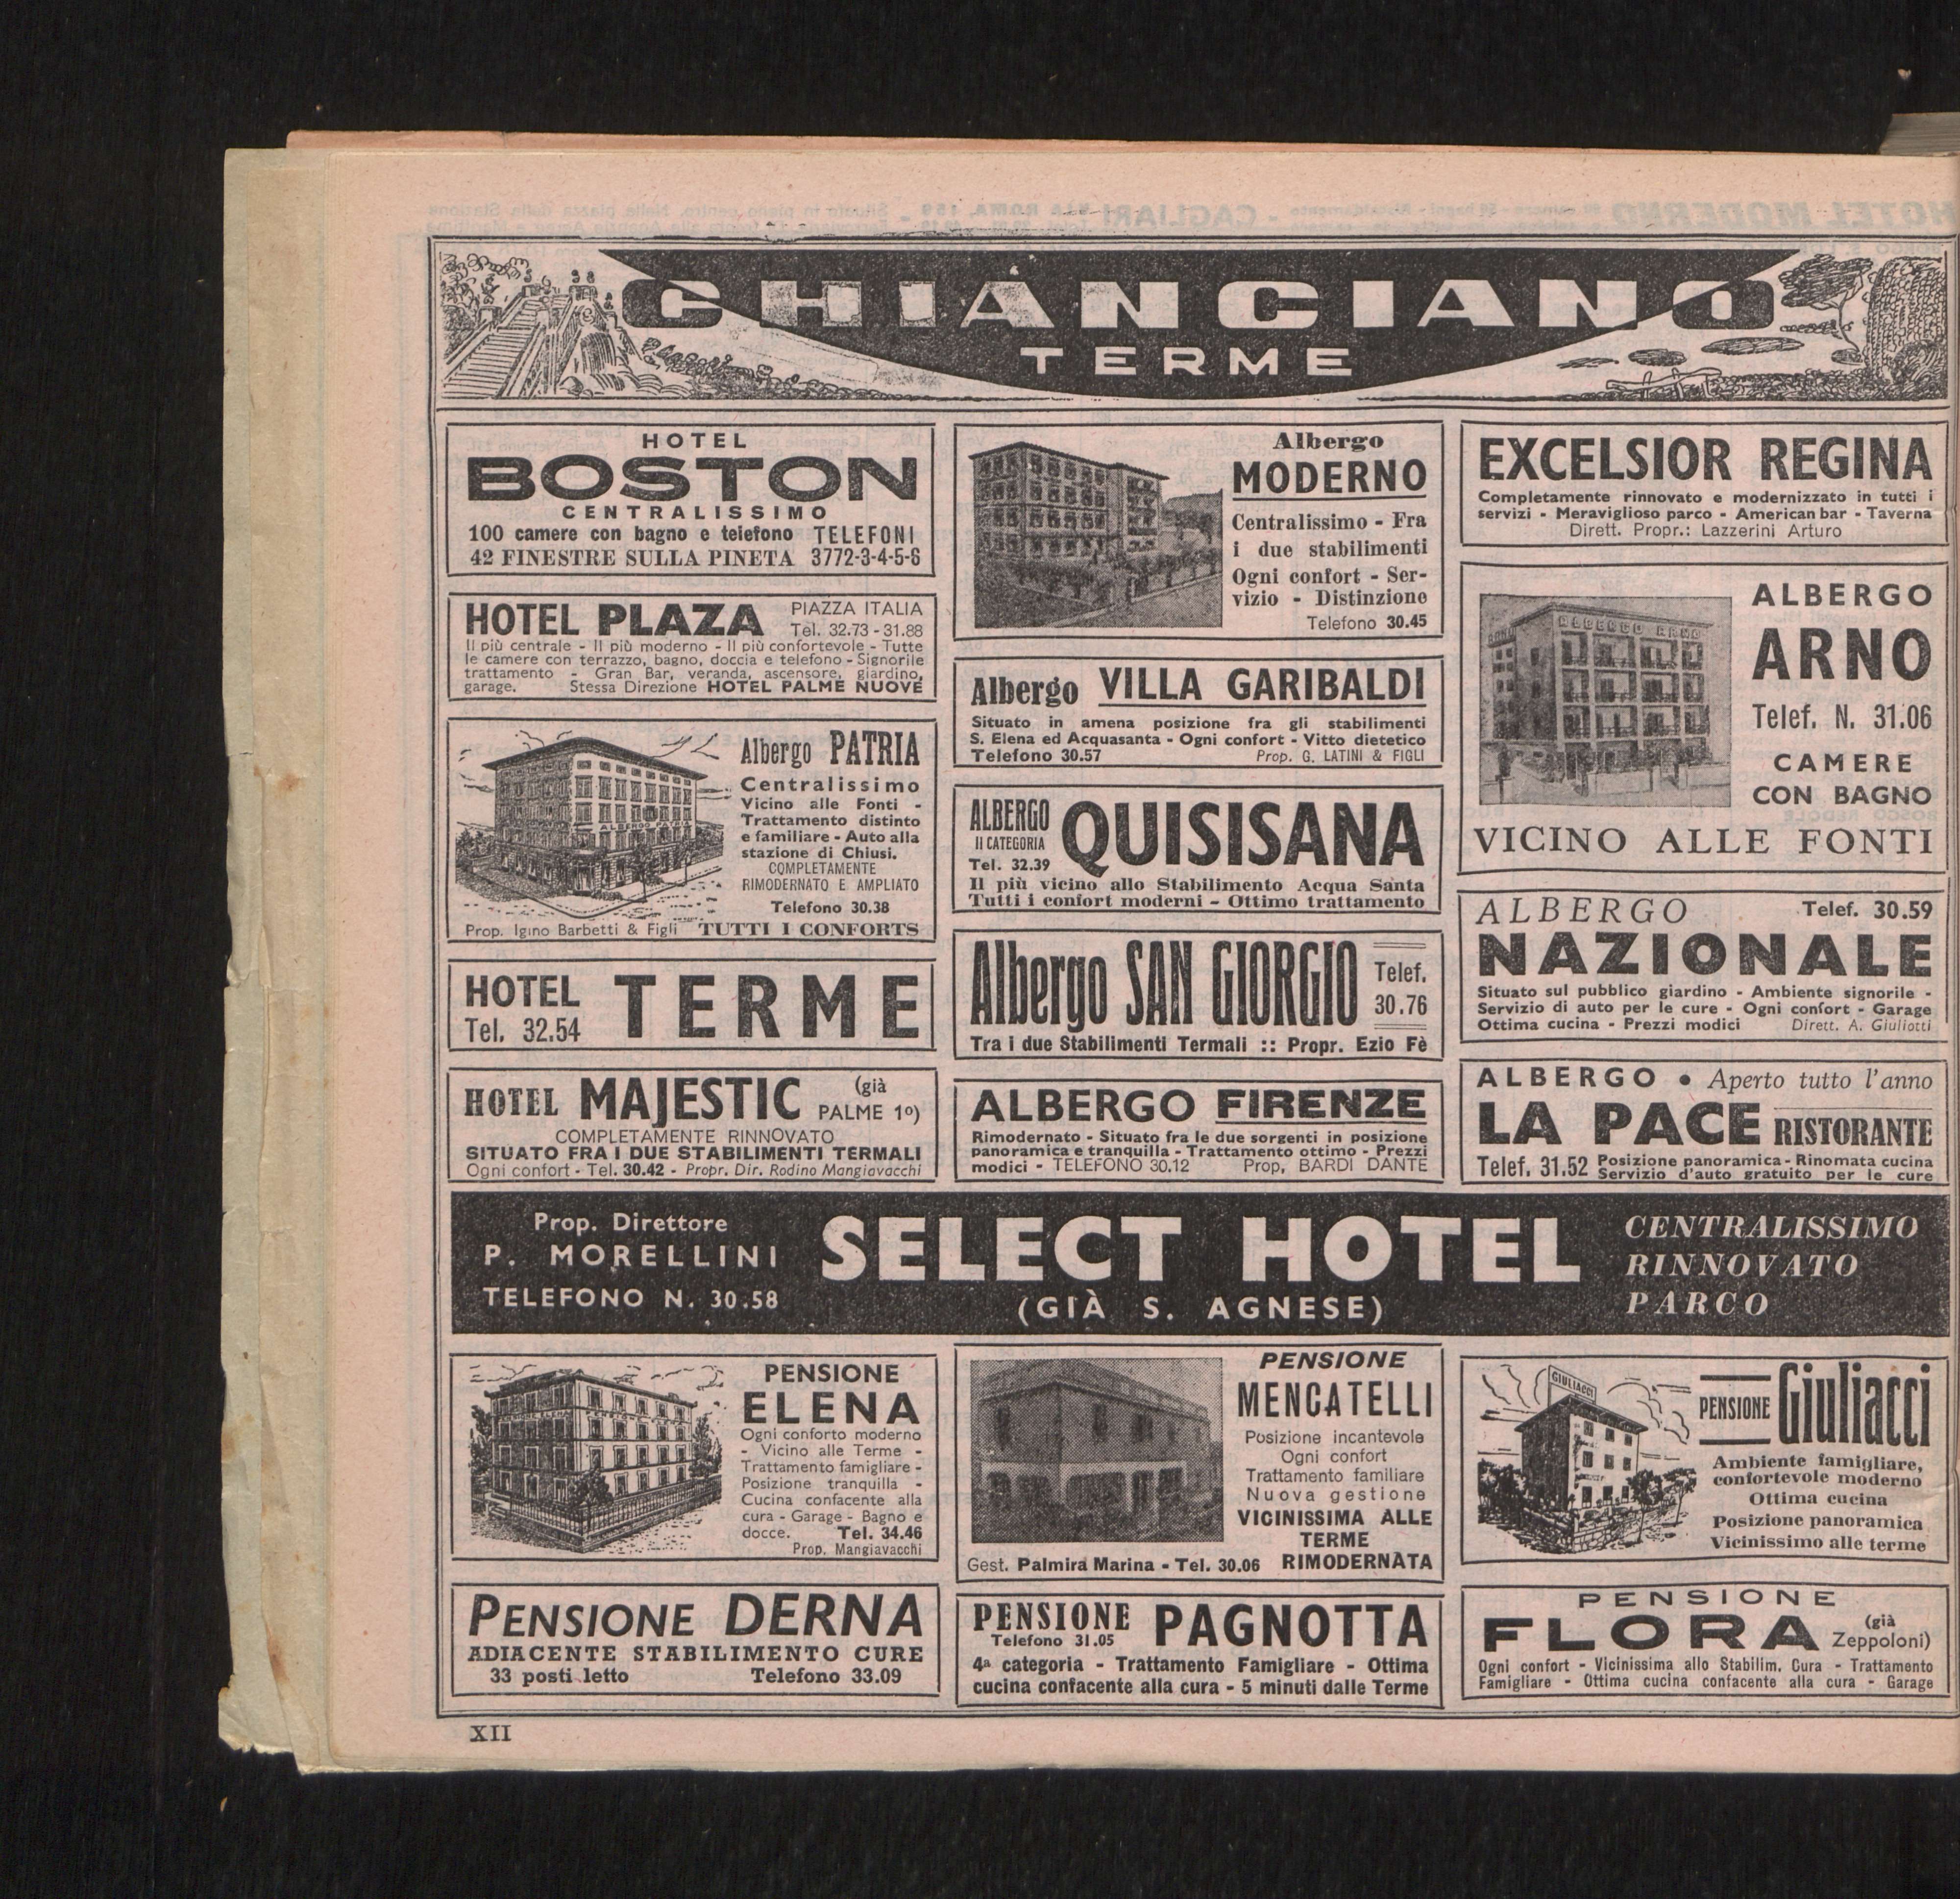 CHIANCIANO
TERME
HOTEL
BOSTON
CENTRALISSIMO
100 camere con bagno e telefono TELEFONI
42 FINESTRE SULLA PINETA 3772-3-4-5-6
HOTEL PLAZA PIAZZA ITALIA
Tel. 32.73 - 31.88
Il più centrale - Il più moderno - Il più confortevole - Tutte
le camere con terrazzo, bagno, doccia e telefono - Signorile
trattamento - Gran Bar, veranda, ascensore, giardino,
garage. Stessa Direzione HOTEL PALME NUOVE
Albergo PATRIA
Centralissimo
Vicino alle Fonti -
Trattamento distinto
e familiare - Auto alla
stazione di Chiusi.
COMPLETAMENTE
RIMODERNATO E AMPLIATO
Telefono 30.38
ALBERGO PATRIA
Prop. Igino Barbetti & Figli TUTTI I CONFORTS
HOTEL TERME
Tel. 32.54
HOTEL MAJESTIC (già
PALME 1º)
COMPLETAMENTE RINNOVATO
SITUATO FRA I DUE STABILIMENTI TERMALI
Ogni confort - Tel. 30.42 - Propr. Dir. Rodino Mangiavacchi
Albergo
MODERNO
Centralissimo - Fra
i due stabilimenti
Ogni confort - Ser-
vizio - Distinzione
Telefono 30.45
Albergo VILLA GARIBALDI
Situato in amena posizione fra gli stabilimenti
S. Elena ed Acquasanta - Ogni confort - Vitto dietetico
Telefono 30.57 Prop. G. LATINI & FIGLI
ALBERGO QUISISANA
II CATEGORIA
Tel. 32.39
Il più vicino allo Stabilimento Acqua Santa
Tutti i confort moderni - Ottimo trattamento
Albergo SAN GIORGIO Telef.
30.76
Tra i due Stabilimenti Termali :: Propr. Ezio Fè
ALBERGO FIRENZE
Rimodernato - Situato fra le due sorgenti in posizione
panoramica e tranquilla - Trattamento ottimo - Prezzi
modici - TELEFONO 30.12 Prop, BARDI DANTE
EXCELSIOR REGINA
Completamente rinnovato e modernizzato in tutti i
servizi - Meraviglioso parco - American bar - Taverna
Dirett. Propr.: Lazzerini Arturo
ALBERGO ARNO
ALBERGO
ARNO
Telef. N. 31.06
CAMERE
CON BAGNO
VICINO ALLE FONTI
ALBERGO Telef. 30.59
NAZIONALE
Situato sul pubblico giardino - Ambiente signorile -
Servizio di auto per le cure - Ogni confort - Garage
Ottima cucina - Prezzi modici Dirett. A. Giuliotti
ALBERGO • Aperto tutto l'anno
LA PACE RISTORANTE
Telef. 31.52 Posizione panoramica - Rinomata cucina
Servizio d'auto gratuito per le cure
Prop. Direttore
P. MORELLINI
TELEFONO N. 30.58
SELECT HOTEL
(GIÀ S. AGNESE)
CENTRALISSIMO
RINNOVATO
PARCO
PENSIONE
ELENA
Ogni conforto moderno
- Vicino alle Terme -
Trattamento famigliare -
Posizione tranquilla -
Cucina confacente alla
cura - Garage - Bagno e
docce. Tel. 34.46
Prop. Mangiavacchi
PENSIONE
MENCATELLI
Posizione incantevole
Ogni confort
Trattamento familiare
Nuova gestione
VICINISSIMA ALLE
TERME
Gest. Palmira Marina - Tel. 30.06 RIMODERNATA
GIULIACCI
PENSIONE Giuliacci
Ambiente famigliare,
confortevole moderno
Ottima cucina
Posizione panoramica
Vicinissimo alle terme
PENSIONE DERNA
ADIACENTE STABILIMENTO CURE
33 posti letto Telefono 33.09
PENSIONE PAGNOTTA
Telefono 31.05
4ª categoria - Trattamento Famigliare - Ottima
cucina confacente alla cura - 5 minuti dalle Terme
PENSIONE
FLORA (già
Zeppoloni)
Ogni confort - Vicinissima allo Stabilim. Cura - Trattamento
Famigliare - Ottima cucina confacente alla cura - Garage
XII